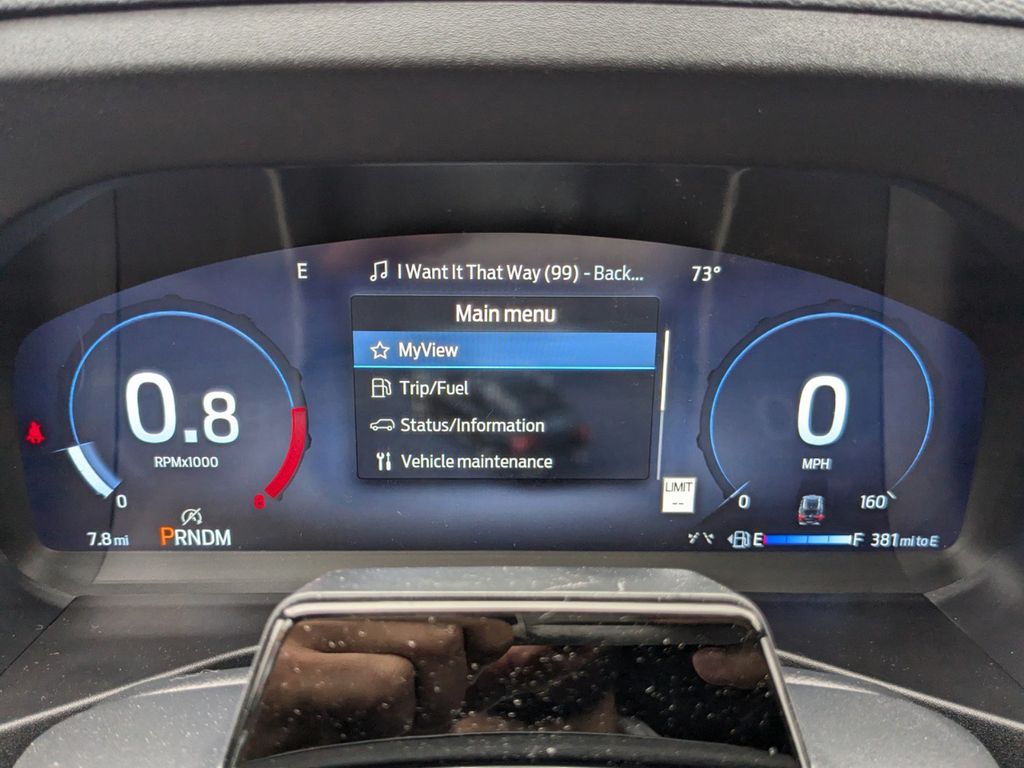 E
I Want It That Way (99) - Back...
73°
Main menu
MyView
Trip/Fuel
Status/Information
Vehicle maintenance
0.8
RPMx1000
0
8
7.8 mi
PRNDM
LIMIT
--
0
MPH
0
160
E F 381 mi to E